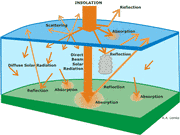 INSOLATION
Reflection
Scattering
Absorption
Direct
Beam
Solar
Radiation
Reflection
Diffuse Solar Radiation
Reflection
Absorption
Reflection
Absorption
Absorption